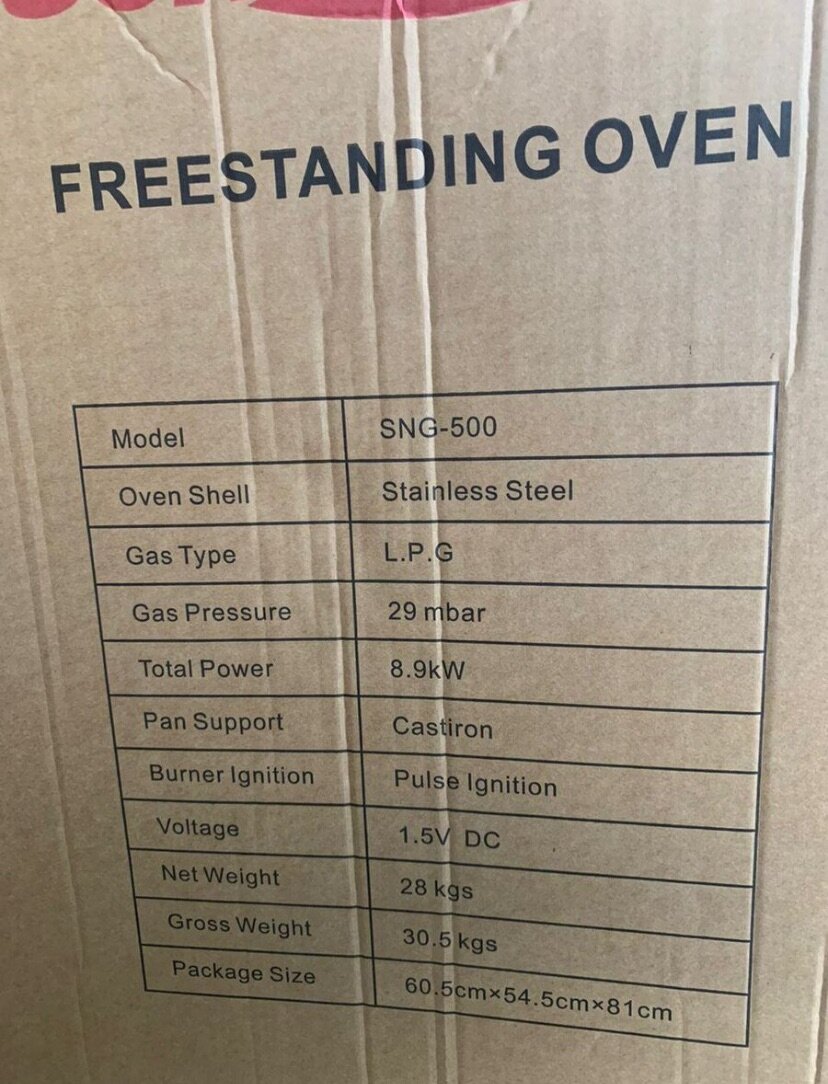 FREESTANDING OVEN
Model SNG-500
Oven Shell Stainless Steel
Gas Type L.P.G
Gas Pressure 29 mbar
Total Power 8.9kW
Pan Support Castiron
Burner Ignition Pulse Ignition
Voltage 1.5V DC
Net Weight 28 kgs
Gross Weight 30.5 kgs
Package Size 60.5cm×54.5cm×81cm